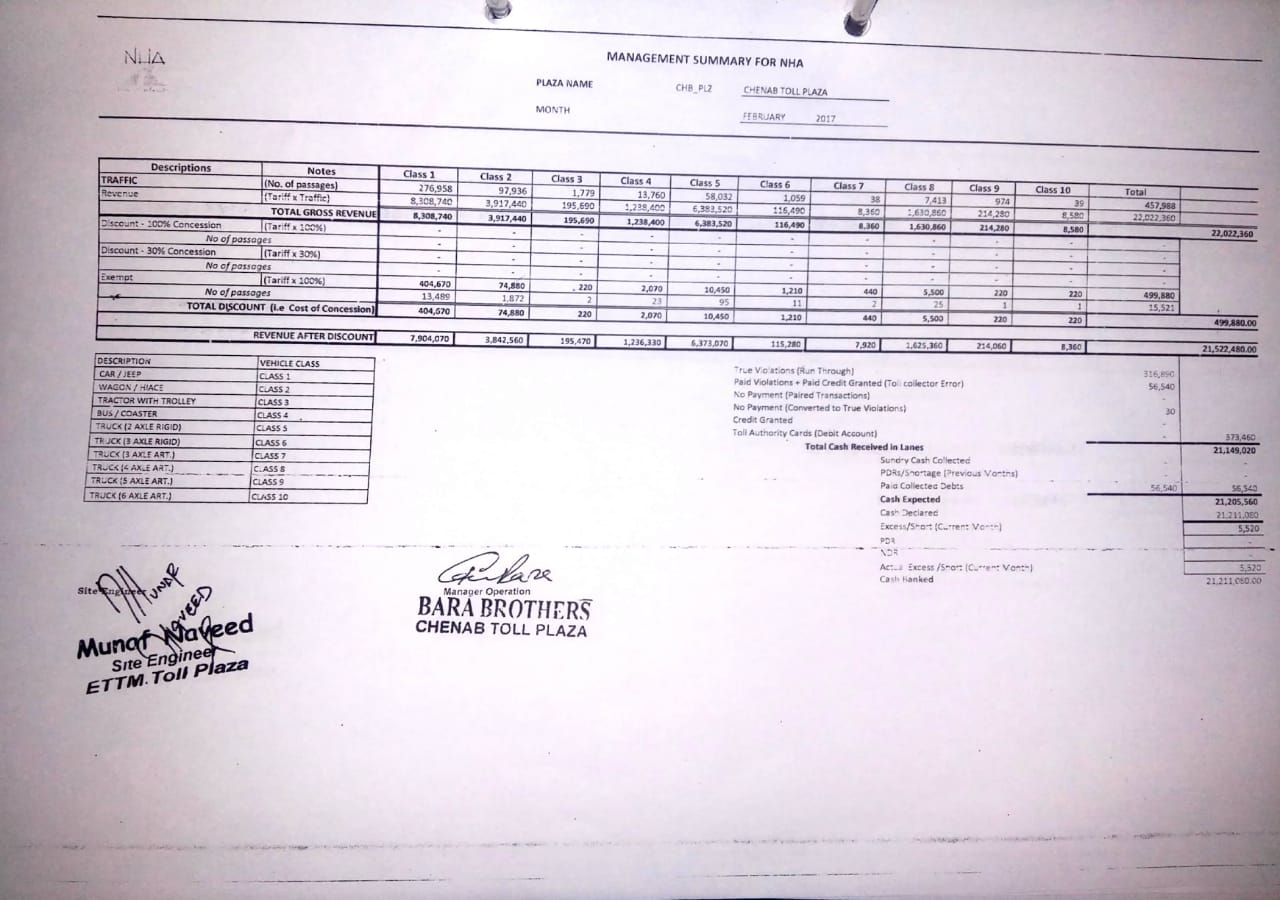 NHA
MANAGEMENT SUMMARY FOR NHA
PLAZA NAME CHB_PLZ CHENAB TOLL PLAZA
MONTH FEBRUARY 2017
Descriptions Notes Class 1 Class 2 Class 3 Class 4 Class 5 Class 6 Class 7 Class 8 Class 9 Class 10 Total
TRAFFIC (No. of passages) 276,958 97,936 1,779 13,760 58,032 1,059 38 7,413 974 39 457,988
Revenue (Tariff x Traffic) 8,308,740 3,917,440 195,690 1,238,400 6,383,520 116,490 8,360 1,630,860 214,280 8,580 22,022,360
TOTAL GROSS REVENUE 8,308,740 3,917,440 195,690 1,238,400 6,383,520 116,490 8,360 1,630,860 214,280 8,580 22,022,360
Discount - 100% Concession (Tariff x 100%) - - - - - - - - - - -
No of passages - - - - - - - - - - -
Discount - 30% Concession (Tariff x 30%) - - - - - - - - - - -
No of passages - - - - - - - - - - -
Exempt (Tariff x 100%) 404,670 74,880 220 2,070 10,450 1,210 440 5,500 220 220 499,880
No of passages 13,489 1,872 2 23 95 11 2 25 1 1 15,521
TOTAL DISCOUNT (i.e Cost of Concession) 404,670 74,880 220 2,070 10,450 1,210 440 5,500 220 220 499,880.00
REVENUE AFTER DISCOUNT 7,904,070 3,842,560 195,470 1,236,330 6,373,070 115,280 7,920 1,625,360 214,060 8,360 21,522,480.00
DESCRIPTION VEHICLE CLASS
CAR / JEEP CLASS 1
WAGON / HIACE CLASS 2
TRACTOR WITH TROLLEY CLASS 3
BUS / COASTER CLASS 4
TRUCK (2 AXLE RIGID) CLASS 5
TRUCK (3 AXLE RIGID) CLASS 6
TRUCK (3 AXLE ART.) CLASS 7
TRUCK (4 AXLE ART.) CLASS 8
TRUCK (5 AXLE ART.) CLASS 9
TRUCK (6 AXLE ART.) CLASS 10
True Violations (Run Through) 316,890
Paid Violations + Paid Credit Granted (Toll collector Error) 56,540
No Payment (Paired Transactions) -
No Payment (Converted to True Violations) 30
Credit Granted -
Toll Authority Cards (Debit Account) - 373,460
Total Cash Received in Lanes 21,149,020
Sundry Cash Collected - -
PDRs/Shortage (Previous Months) - -
Paid Collected Debts 56,540 56,540
Cash Expected 21,205,560
Cash Declared 21,211,080
Excess/Short (Current Month) 5,520
PDR -
NDR -
Actual Excess /Short (Current Month) 5,520
Cash Banked 21,211,080.00
Site Engineer
MUNAF
NAVEED
Munaf Naveed
Site Engineer
ETTM.Toll Plaza
Manager Operation
BARA BROTHERS
CHENAB TOLL PLAZA